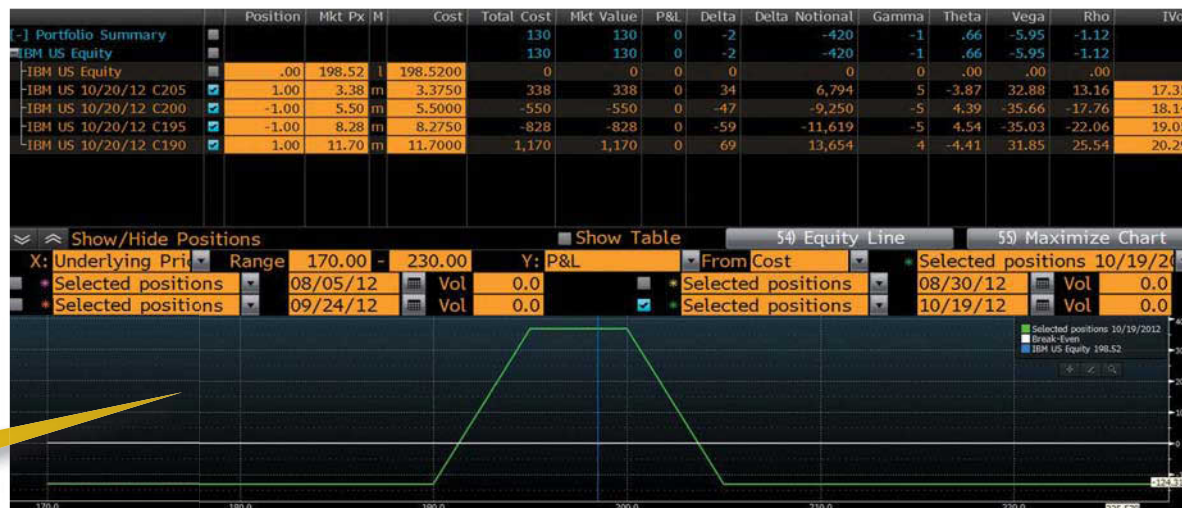 Position Mkt Px M Cost Total Cost Mkt Value P&L Delta Delta Notional Gamma Theta Vega Rho
[-] Portfolio Summary 130 130 0 -2 -420 -1 .66 -5.95 -1.12
IBM US Equity 130 130 0 -2 -420 -1 .66 -5.95 -1.12
IBM US Equity .00 198.52 l 198.5200 0 0 0 0 0 0 .00 .00 .00
IBM US 10/20/12 C205 1.00 3.38 m 3.3750 338 338 0 34 6,794 5 -3.87 32.88 13.16
IBM US 10/20/12 C200 -1.00 5.50 m 5.5000 -550 -550 0 -47 -9,250 -5 4.39 -35.66 -17.76
IBM US 10/20/12 C195 -1.00 8.28 m 8.2750 -828 -828 0 -59 -11,619 -5 4.54 -35.03 -22.06
IBM US 10/20/12 C190 1.00 11.70 m 11.7000 1,170 1,170 0 69 13,654 4 -4.41 31.85 25.54 20.29
Show/Hide Positions Show Table 54) Equity Line 55) Maximize Chart
X: Underlying Pric Range 170.00 - 230.00 Y: P&L From Cost Selected positions
Selected positions 08/05/12 Vol 0.0 Selected positions 08/30/12 Vol 0.0
Selected positions 09/24/12 Vol 0.0 Selected positions 10/19/12 Vol 0.0
Selected positions 10/19/2012
Break-Even
IBM US Equity 198.52
-124.31
170.0 180.0 190.0 200.0 210.0 220.0